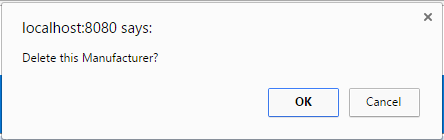 localhost:8080 says:
Delete this Manufacturer?
OK
Cancel